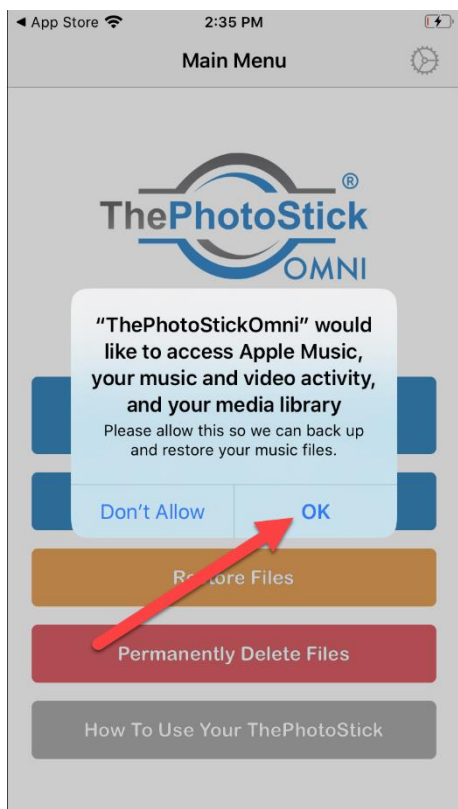 ◀ App Store 2:35 PM
Main Menu
ThePhotoStick®
OMNI
"ThePhotoStickOmni" would
like to access Apple Music,
your music and video activity,
and your media library
Please allow this so we can back up
and restore your music files.
Don't Allow OK
Restore Files
Permanently Delete Files
How To Use Your ThePhotoStick